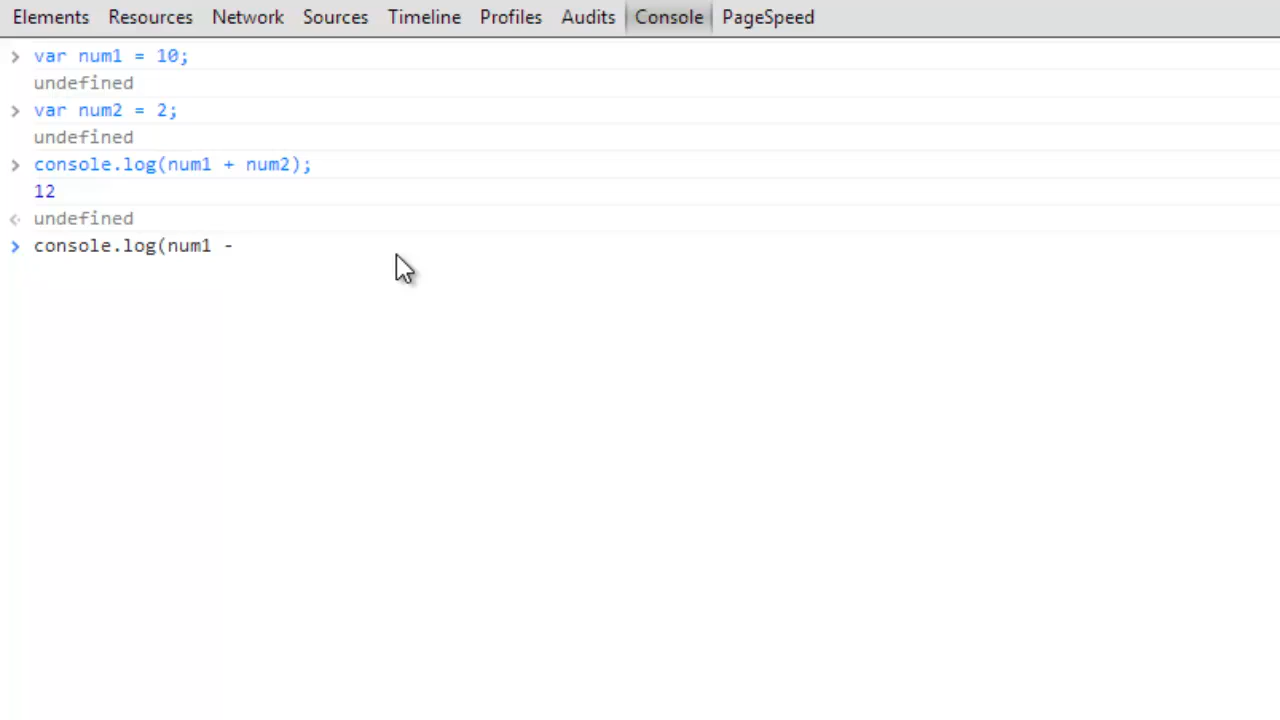 Elements Resources Network Sources Timeline Profiles Audits Console PageSpeed
> var num1 = 10;
undefined
> var num2 = 2;
undefined
> console.log(num1 + num2);
12
undefined
> console.log(num1 -